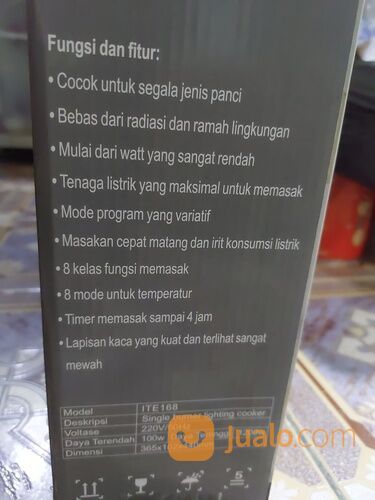 Fungsi dan fitur:
• Cocok untuk segala jenis panci
• Bebas dari radiasi dan ramah lingkungan
• Mulai dari watt yang sangat rendah
• Tenaga listrik yang maksimal untuk memasak
• Mode program yang variatif
• Masakan cepat matang dan irit konsumsi listrik
• 8 kelas fungsi memasak
• 8 mode untuk temperatur
• Timer memasak sampai 4 jam
• Lapisan kaca yang kuat dan terlihat sangat
mewah
Model ITE168
Deskripsi Single burner lighting cooker
Voltase 220V/50Hz
Daya Terendah 100w
Dimensi
jualo.com
5